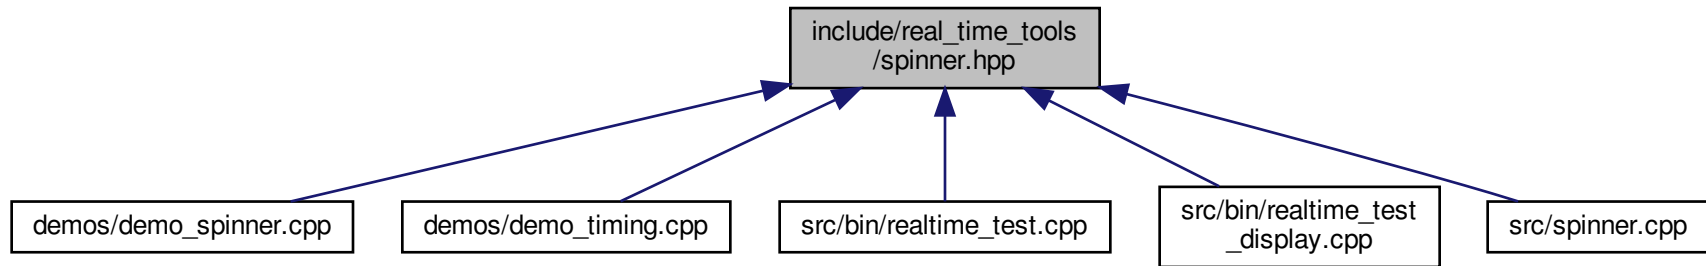 include/real_time_tools
/spinner.hpp
demos/demo_spinner.cpp
demos/demo_timing.cpp
src/bin/realtime_test.cpp
src/bin/realtime_test
_display.cpp
src/spinner.cpp